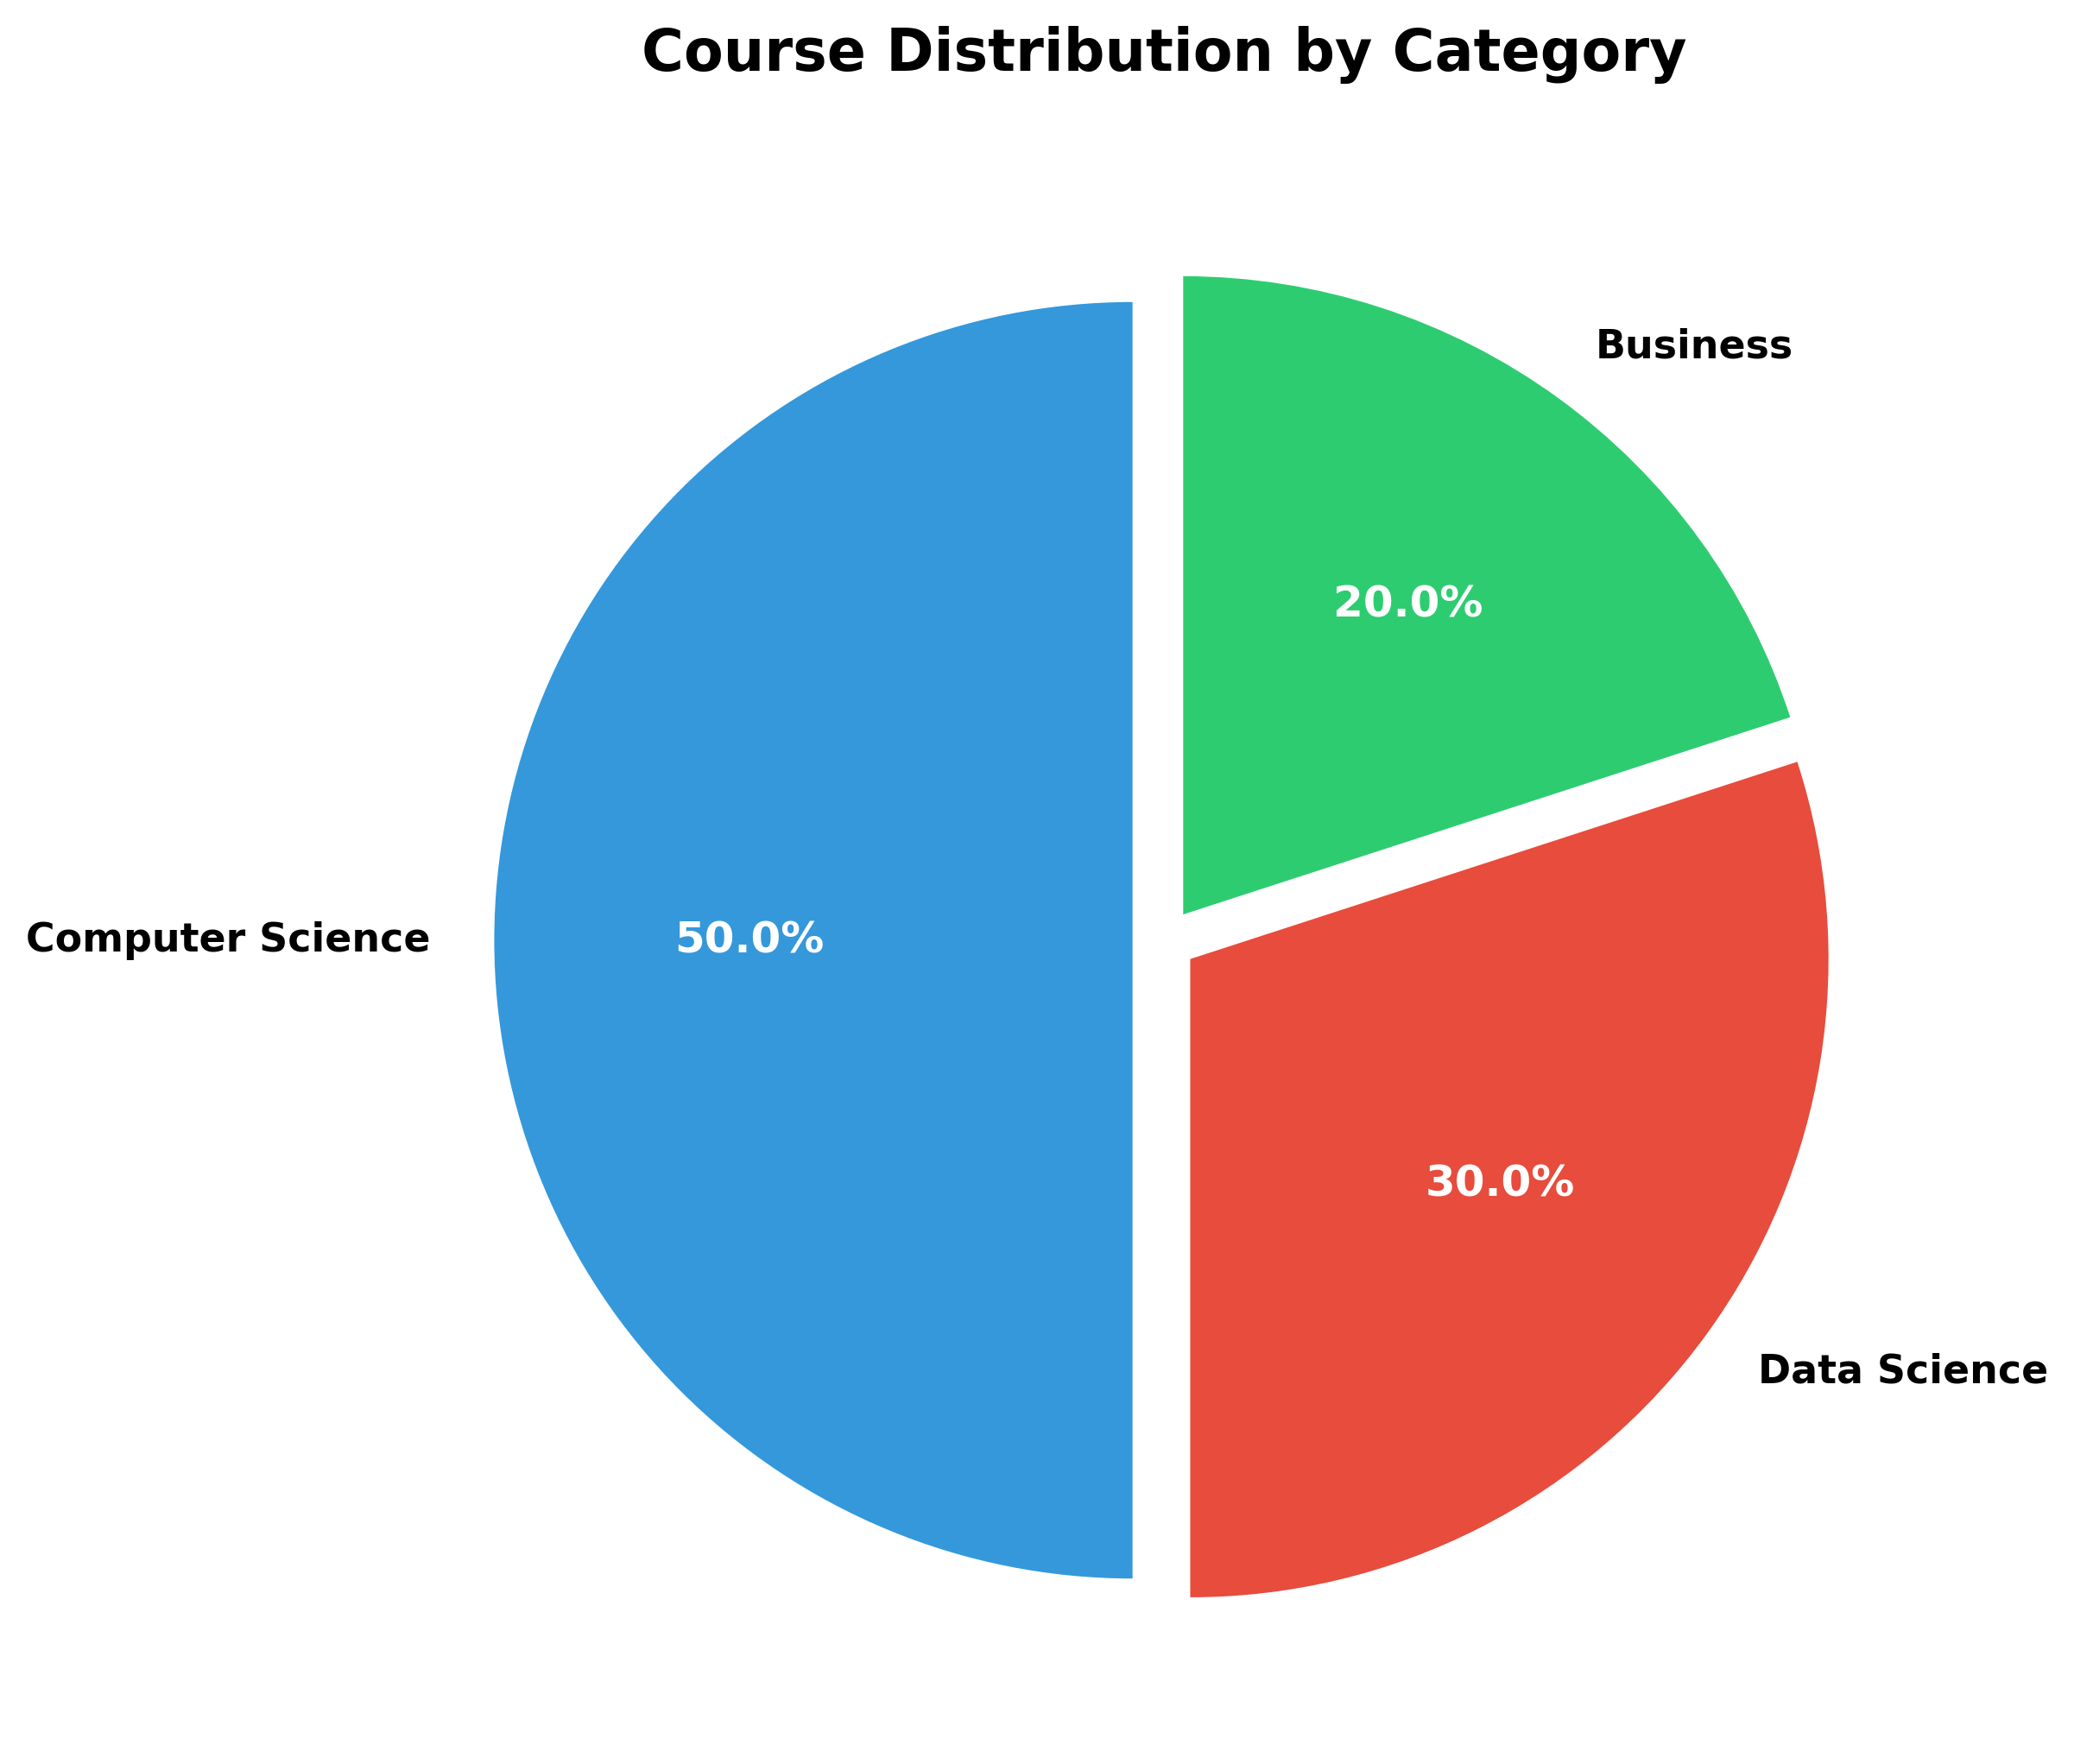 Course Distribution by Category
Business
20.0%
Computer Science
50.0%
30.0%
Data Science